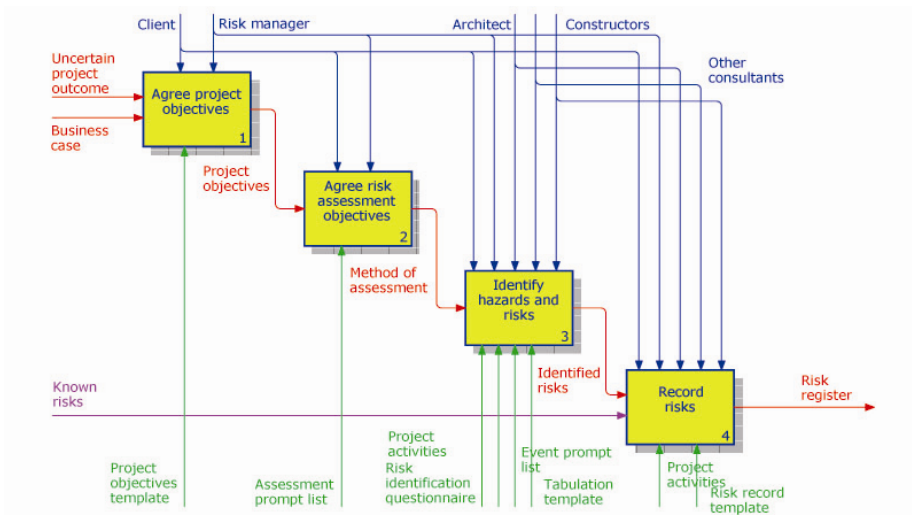 Client
Risk manager
Architect
Constructors
Other
consultants
Uncertain
project
outcome
Business
case
Agree project
objectives
1
Project
objectives
Agree risk
assessment
objectives
2
Method of
assessment
Identify
hazards and
risks
3
Identified
risks
Known
risks
Record
risks
4
Risk
register
Project
objectives
template
Assessment
prompt list
Project
activities
Risk
identification
questionnaire
Event prompt
list
Tabulation
template
Project
activities
Risk record
template